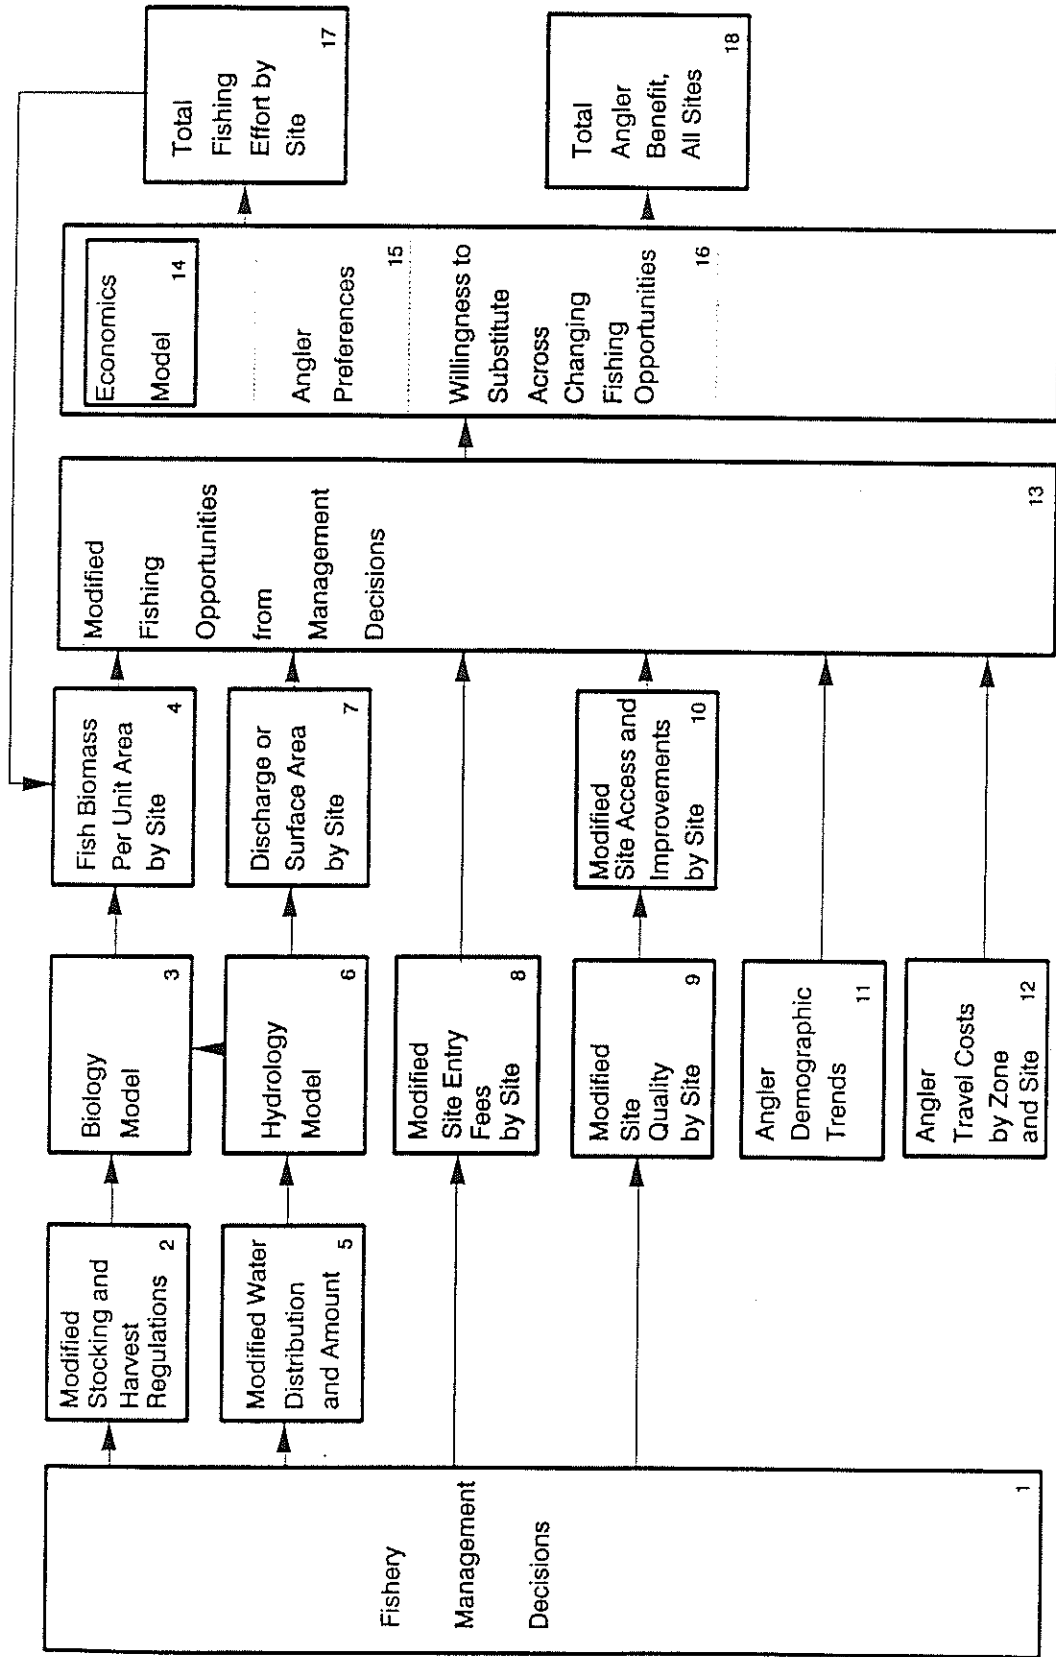 Fishery
Management
Decisions
1
Modified
Stocking and
Harvest
Regulations
2
Biology
Model
3
Fish Biomass
Per Unit Area
by Site
4
Modified Water
Distribution
and Amount
5
Hydrology
Model
6
Discharge or
Surface Area
by Site
7
Modified
Site Entry
Fees
by Site
8
Modified
Site
Quality
by Site
9
Modified
Site Access and
Improvements
by Site
10
Angler
Demographic
Trends
11
Angler
Travel Costs
by Zone
and Site
12
Modified
Fishing
Opportunities
from
Management
Decisions
13
Economics
Model
14
Angler
Preferences
15
Willingness to
Substitute
Across
Changing
Fishing
Opportunities
16
Total
Fishing
Effort by
Site
17
Total
Angler
Benefit,
All Sites
18